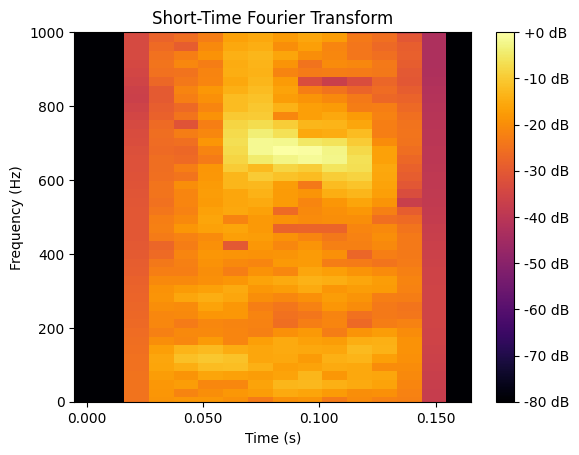 Short-Time Fourier Transform
1000
800
600
400
200
0
Frequency (Hz)
0.000
0.050
0.100
0.150
Time (s)
+0 dB
-10 dB
-20 dB
-30 dB
-40 dB
-50 dB
-60 dB
-70 dB
-80 dB